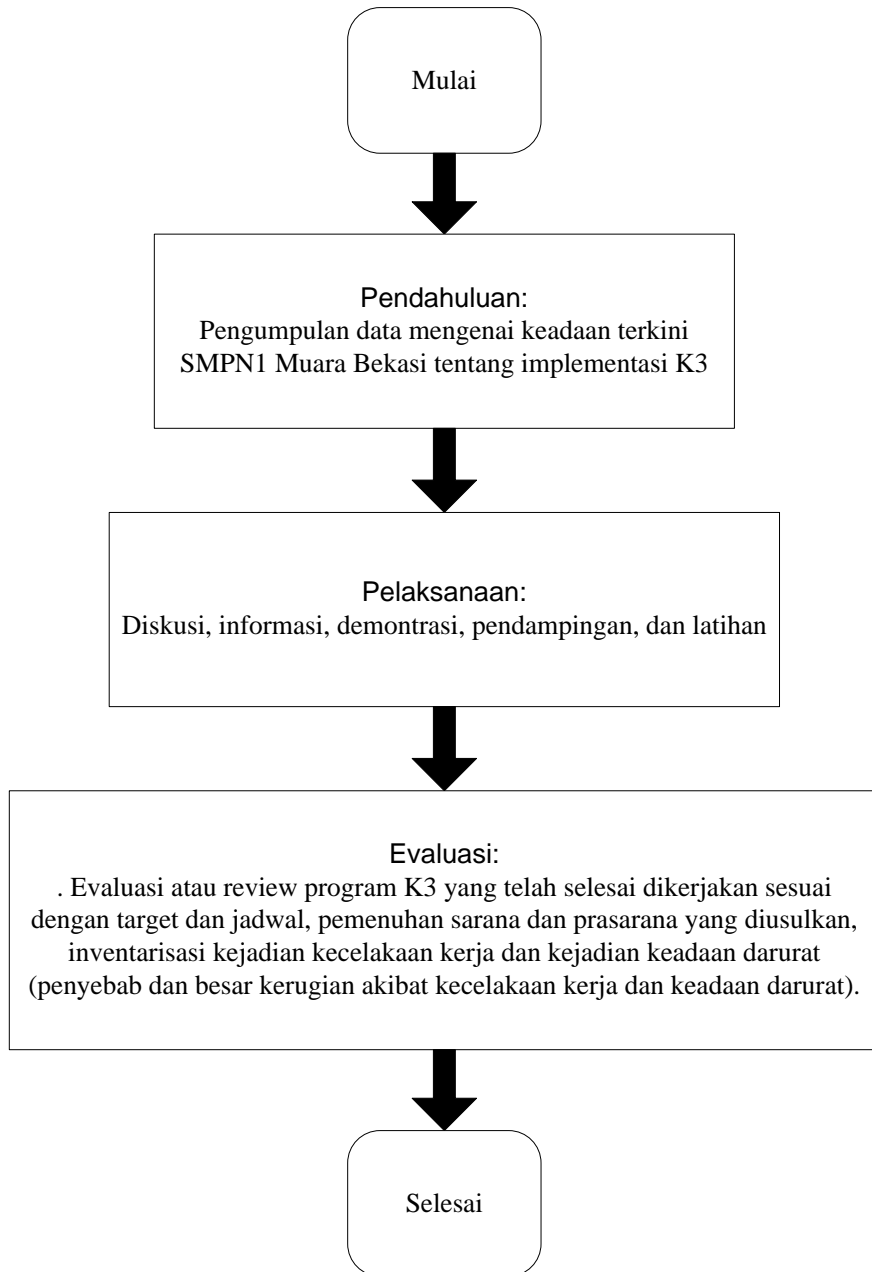 Mulai
Pendahuluan:
Pengumpulan data mengenai keadaan terkini
SMPN1 Muara Bekasi tentang implementasi K3
Pelaksanaan:
Diskusi, informasi, demontrasi, pendampingan, dan latihan
Evaluasi:
. Evaluasi atau review program K3 yang telah selesai dikerjakan sesuai
dengan target dan jadwal, pemenuhan sarana dan prasarana yang diusulkan,
inventarisasi kejadian kecelakaan kerja dan kejadian keadaan darurat
(penyebab dan besar kerugian akibat kecelakaan kerja dan keadaan darurat).
Selesai